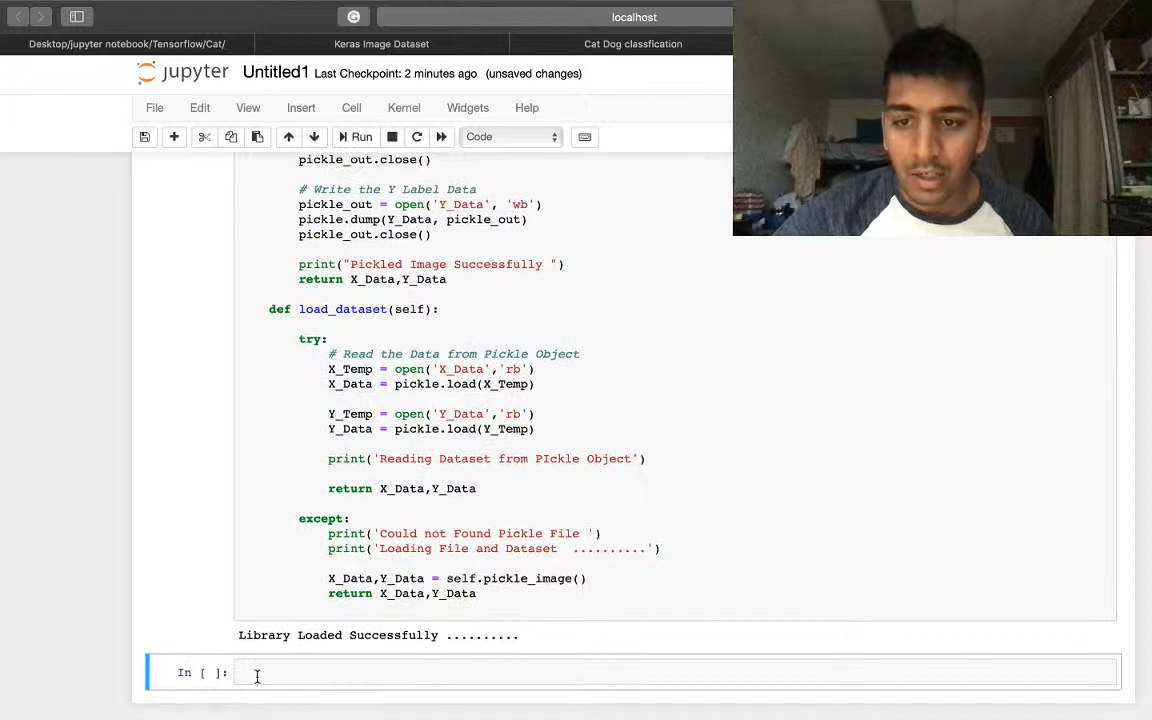 localhost
Desktop/jupyter notebook/Tensorflow/Cat/
Keras Image Dataset
Cat Dog classfication
jupyter Untitled1 Last Checkpoint: 2 minutes ago (unsaved changes)
File Edit View Insert Cell Kernel Widgets Help
Run Code
pickle_out.close()
# Write the Y Label Data
pickle_out = open('Y_Data', 'wb')
pickle.dump(Y_Data, pickle_out)
pickle_out.close()
print("Pickled Image Successfully ")
return X_Data,Y_Data
def load_dataset(self):
try:
# Read the Data from Pickle Object
X_Temp = open('X_Data','rb')
X_Data = pickle.load(X_Temp)
Y_Temp = open('Y_Data','rb')
Y_Data = pickle.load(Y_Temp)
print('Reading Dataset from PIckle Object')
return X_Data,Y_Data
except:
print('Could not Found Pickle File ')
print('Loading File and Dataset  ..........')
X_Data,Y_Data = self.pickle_image()
return X_Data,Y_Data
Library Loaded Successfully ..........
In [ ]: